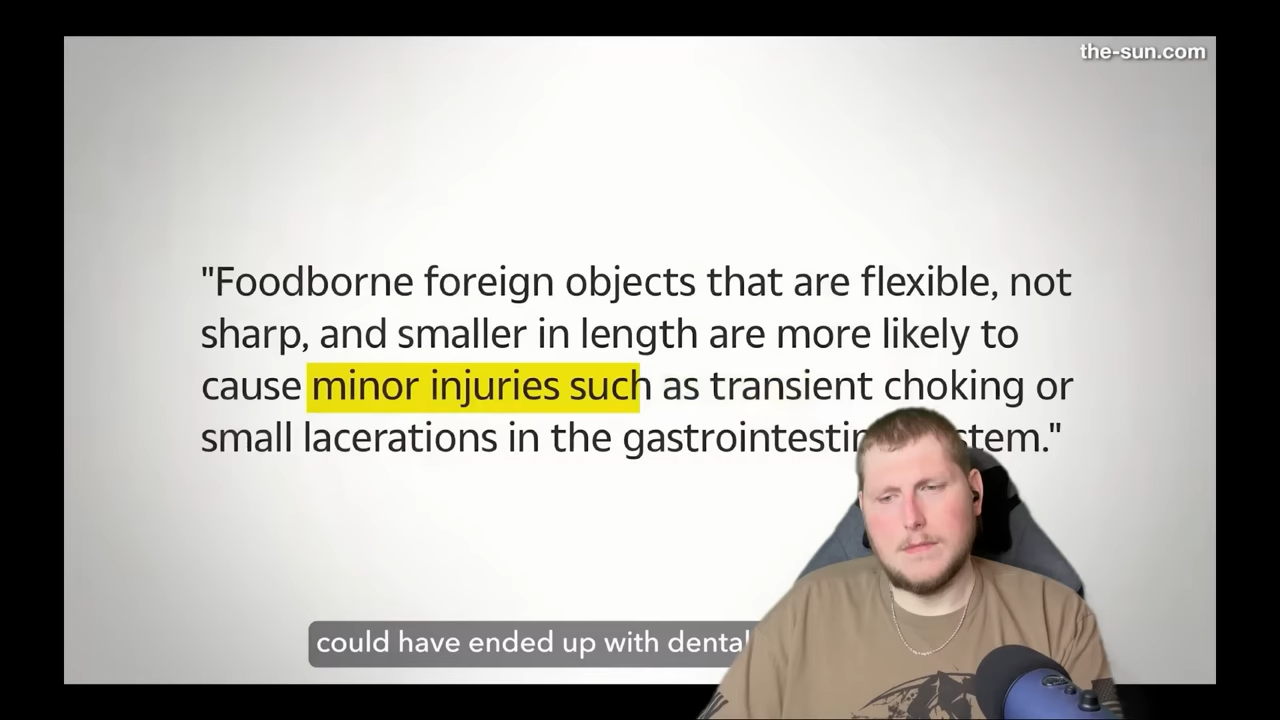 the-sun.com
"Foodborne foreign objects that are flexible, not
sharp, and smaller in length are more likely to
cause minor injuries such as transient choking or
small lacerations in the stem."
could have ended up with dental